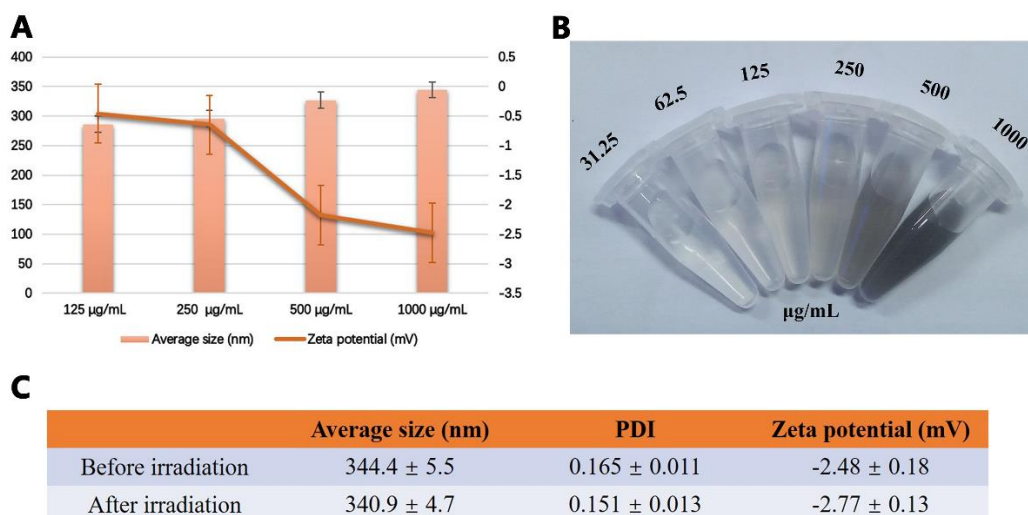 A
400
350
300
250
200
150
100
50
0
0.5
0
-0.5
-1
-1.5
-2
-2.5
-3
-3.5
125 μg/mL 250 μg/mL 500 μg/mL 1000 μg/mL
Average size (nm) Zeta potential (mV)
B
31.25 62.5 125 250 500 1000
μg/mL
C
Average size (nm) PDI Zeta potential (mV)
Before irradiation 344.4 ± 5.5 0.165 ± 0.011 -2.48 ± 0.18
After irradiation 340.9 ± 4.7 0.151 ± 0.013 -2.77 ± 0.13